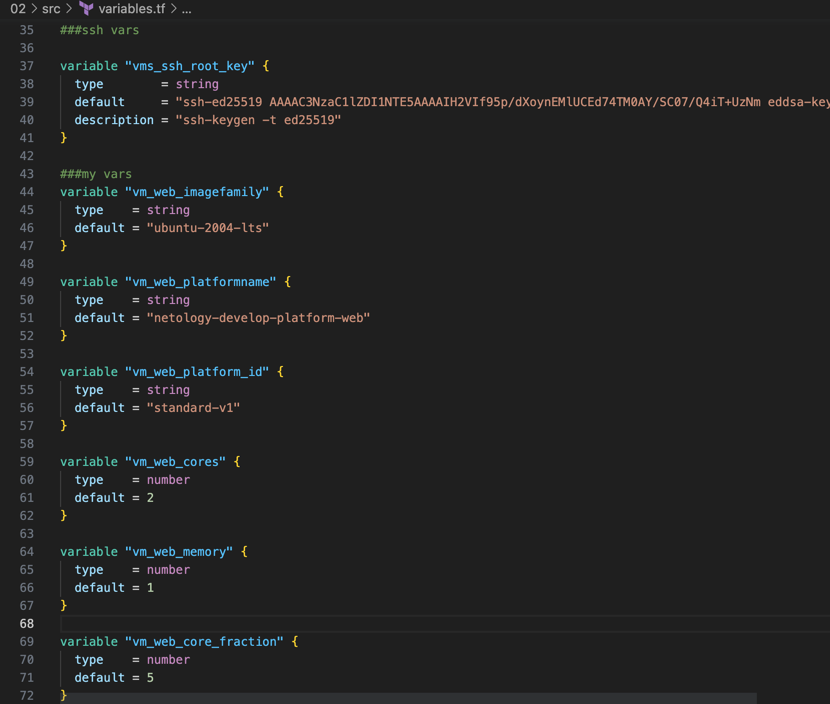 02 > src > variables.tf > ...
35 ###ssh vars
36
37 variable "vms_ssh_root_key" {
38 type = string
39 default = "ssh-ed25519 AAAAC3NzaC1lZDI1NTE5AAAAIH2VIf95p/dXoynEMlUCEd74TM0AY/SC07/Q4iT+UzNm eddsa-key
40 description = "ssh-keygen -t ed25519"
41 }
42
43 ###my vars
44 variable "vm_web_imagefamily" {
45 type = string
46 default = "ubuntu-2004-lts"
47 }
48
49 variable "vm_web_platformname" {
50 type = string
51 default = "netology-develop-platform-web"
52 }
53
54 variable "vm_web_platform_id" {
55 type = string
56 default = "standard-v1"
57 }
58
59 variable "vm_web_cores" {
60 type = number
61 default = 2
62 }
63
64 variable "vm_web_memory" {
65 type = number
66 default = 1
67 }
68
69 variable "vm_web_core_fraction" {
70 type = number
71 default = 5
72 }